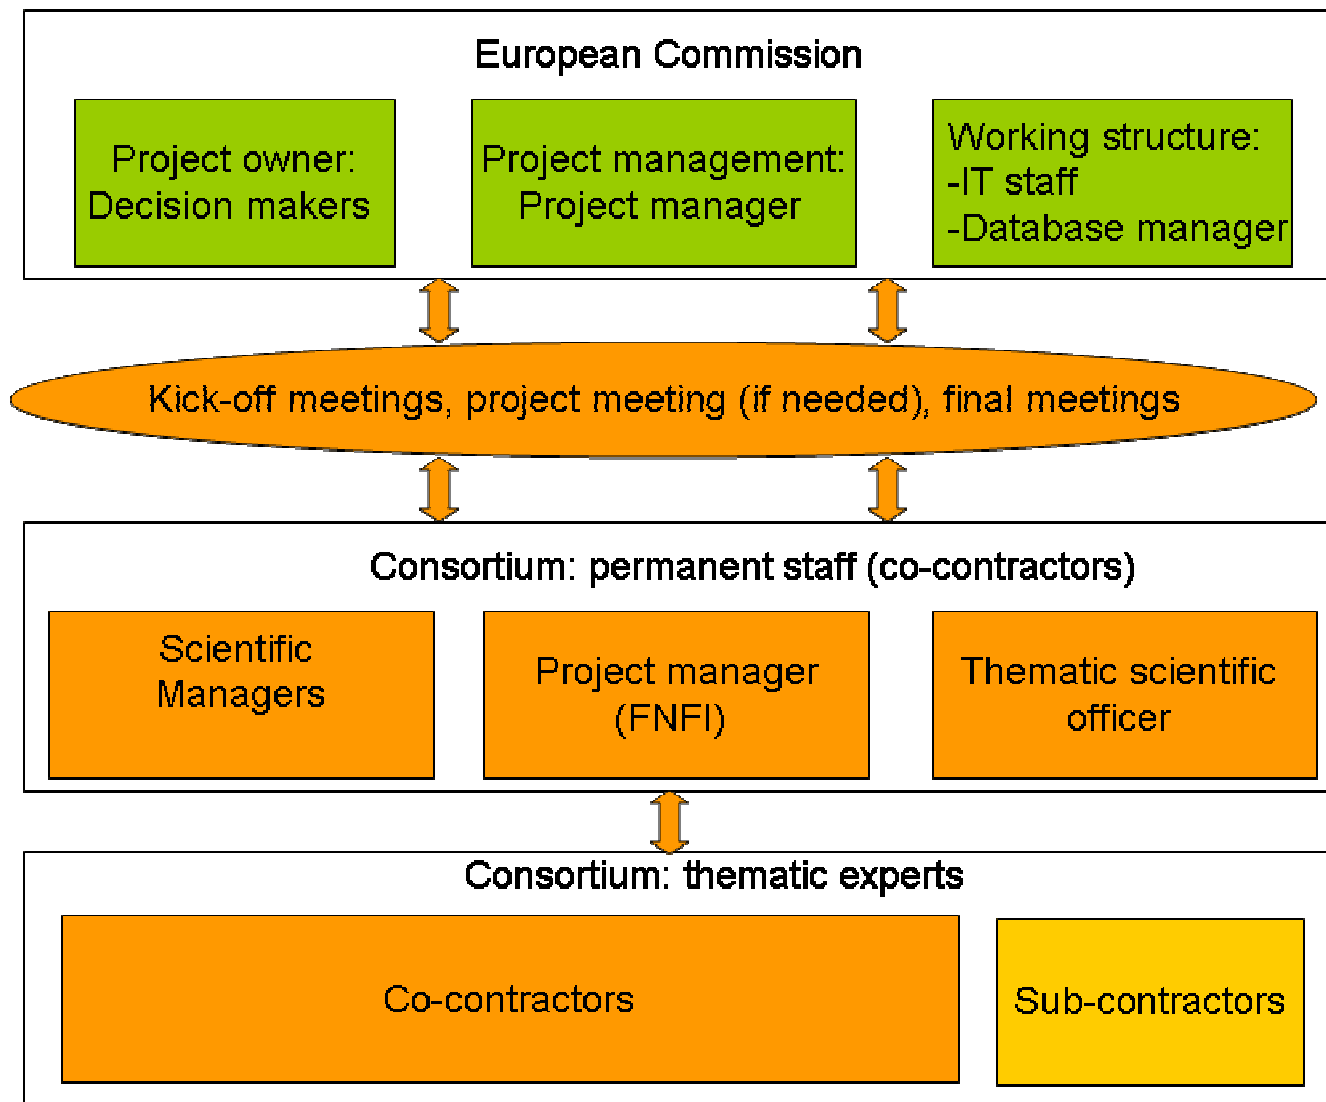 European Commission
Project owner:
Decision makers
Project management:
Project manager
Working structure:
-IT staff
-Database manager
Kick-off meetings, project meeting (if needed), final meetings
Consortium: permanent staff (co-contractors)
Scientific
Managers
Project manager
(FNFI)
Thematic scientific
officer
Consortium: thematic experts
Co-contractors
Sub-contractors